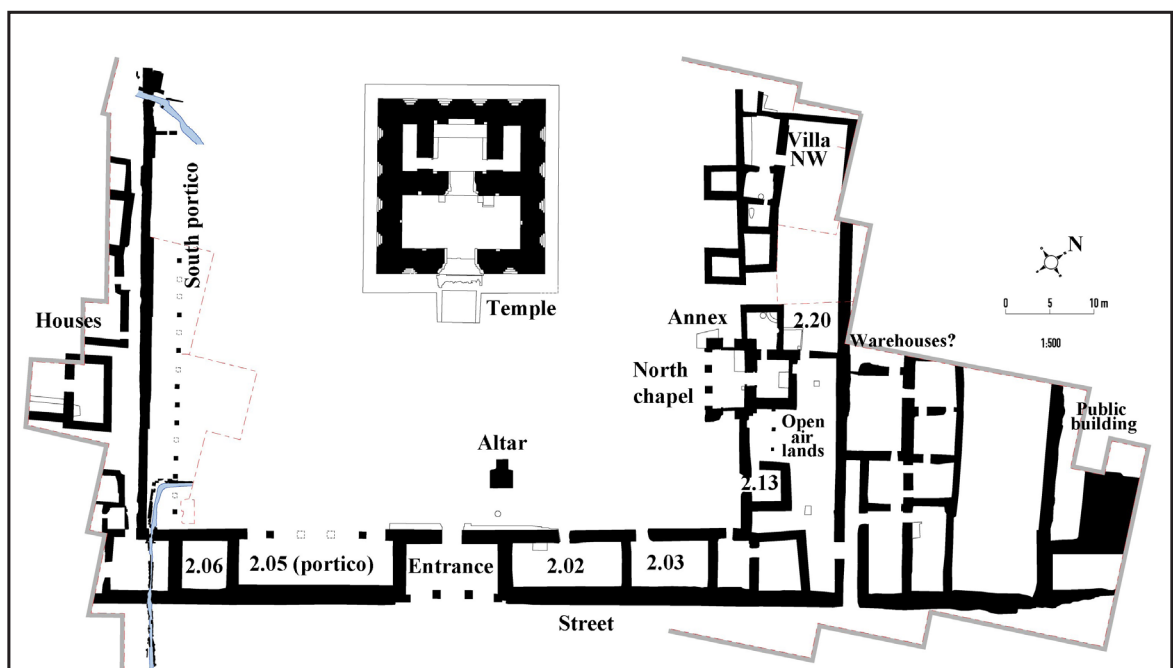 Villa
NW
N
South portico
0 5 10 m
1:500
Temple
Houses
Annex
2.20
Warehouses?
North
chapel
Public
building
Open
air
lands
Altar
2.13
2.06
2.05 (portico)
Entrance
2.02
2.03
Street